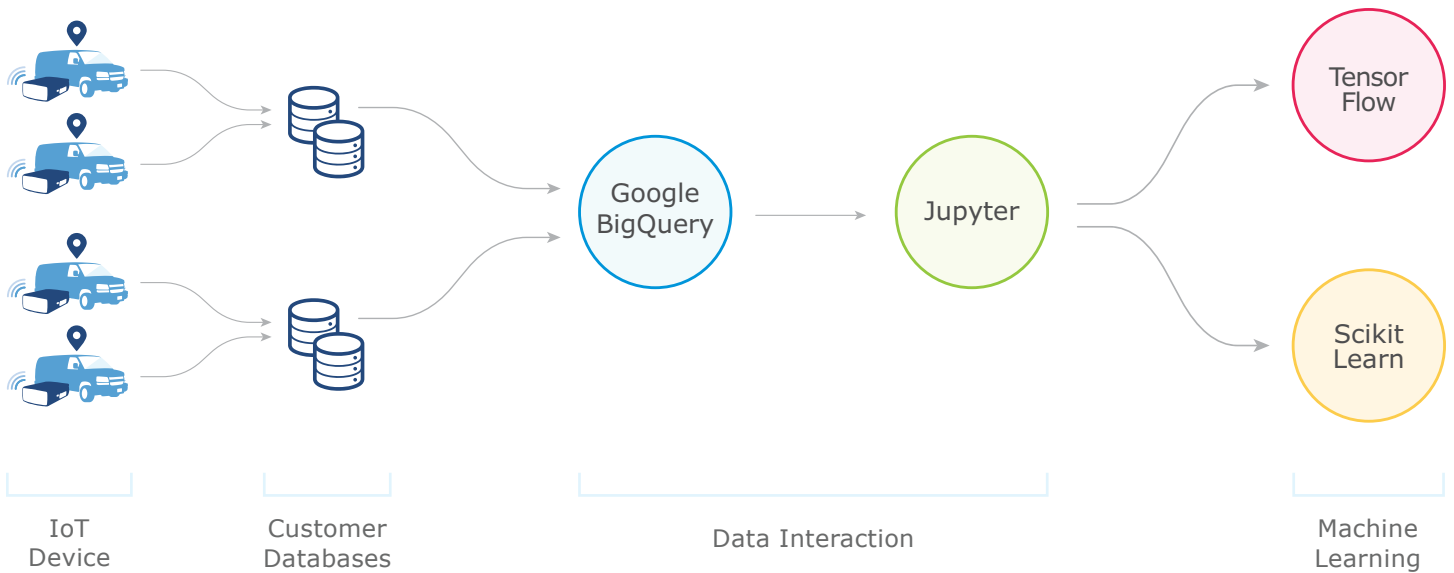 Tensor
Flow
Google
BigQuery
Jupyter
Scikit
Learn
IoT
Device
Customer
Databases
Data Interaction
Machine
Learning